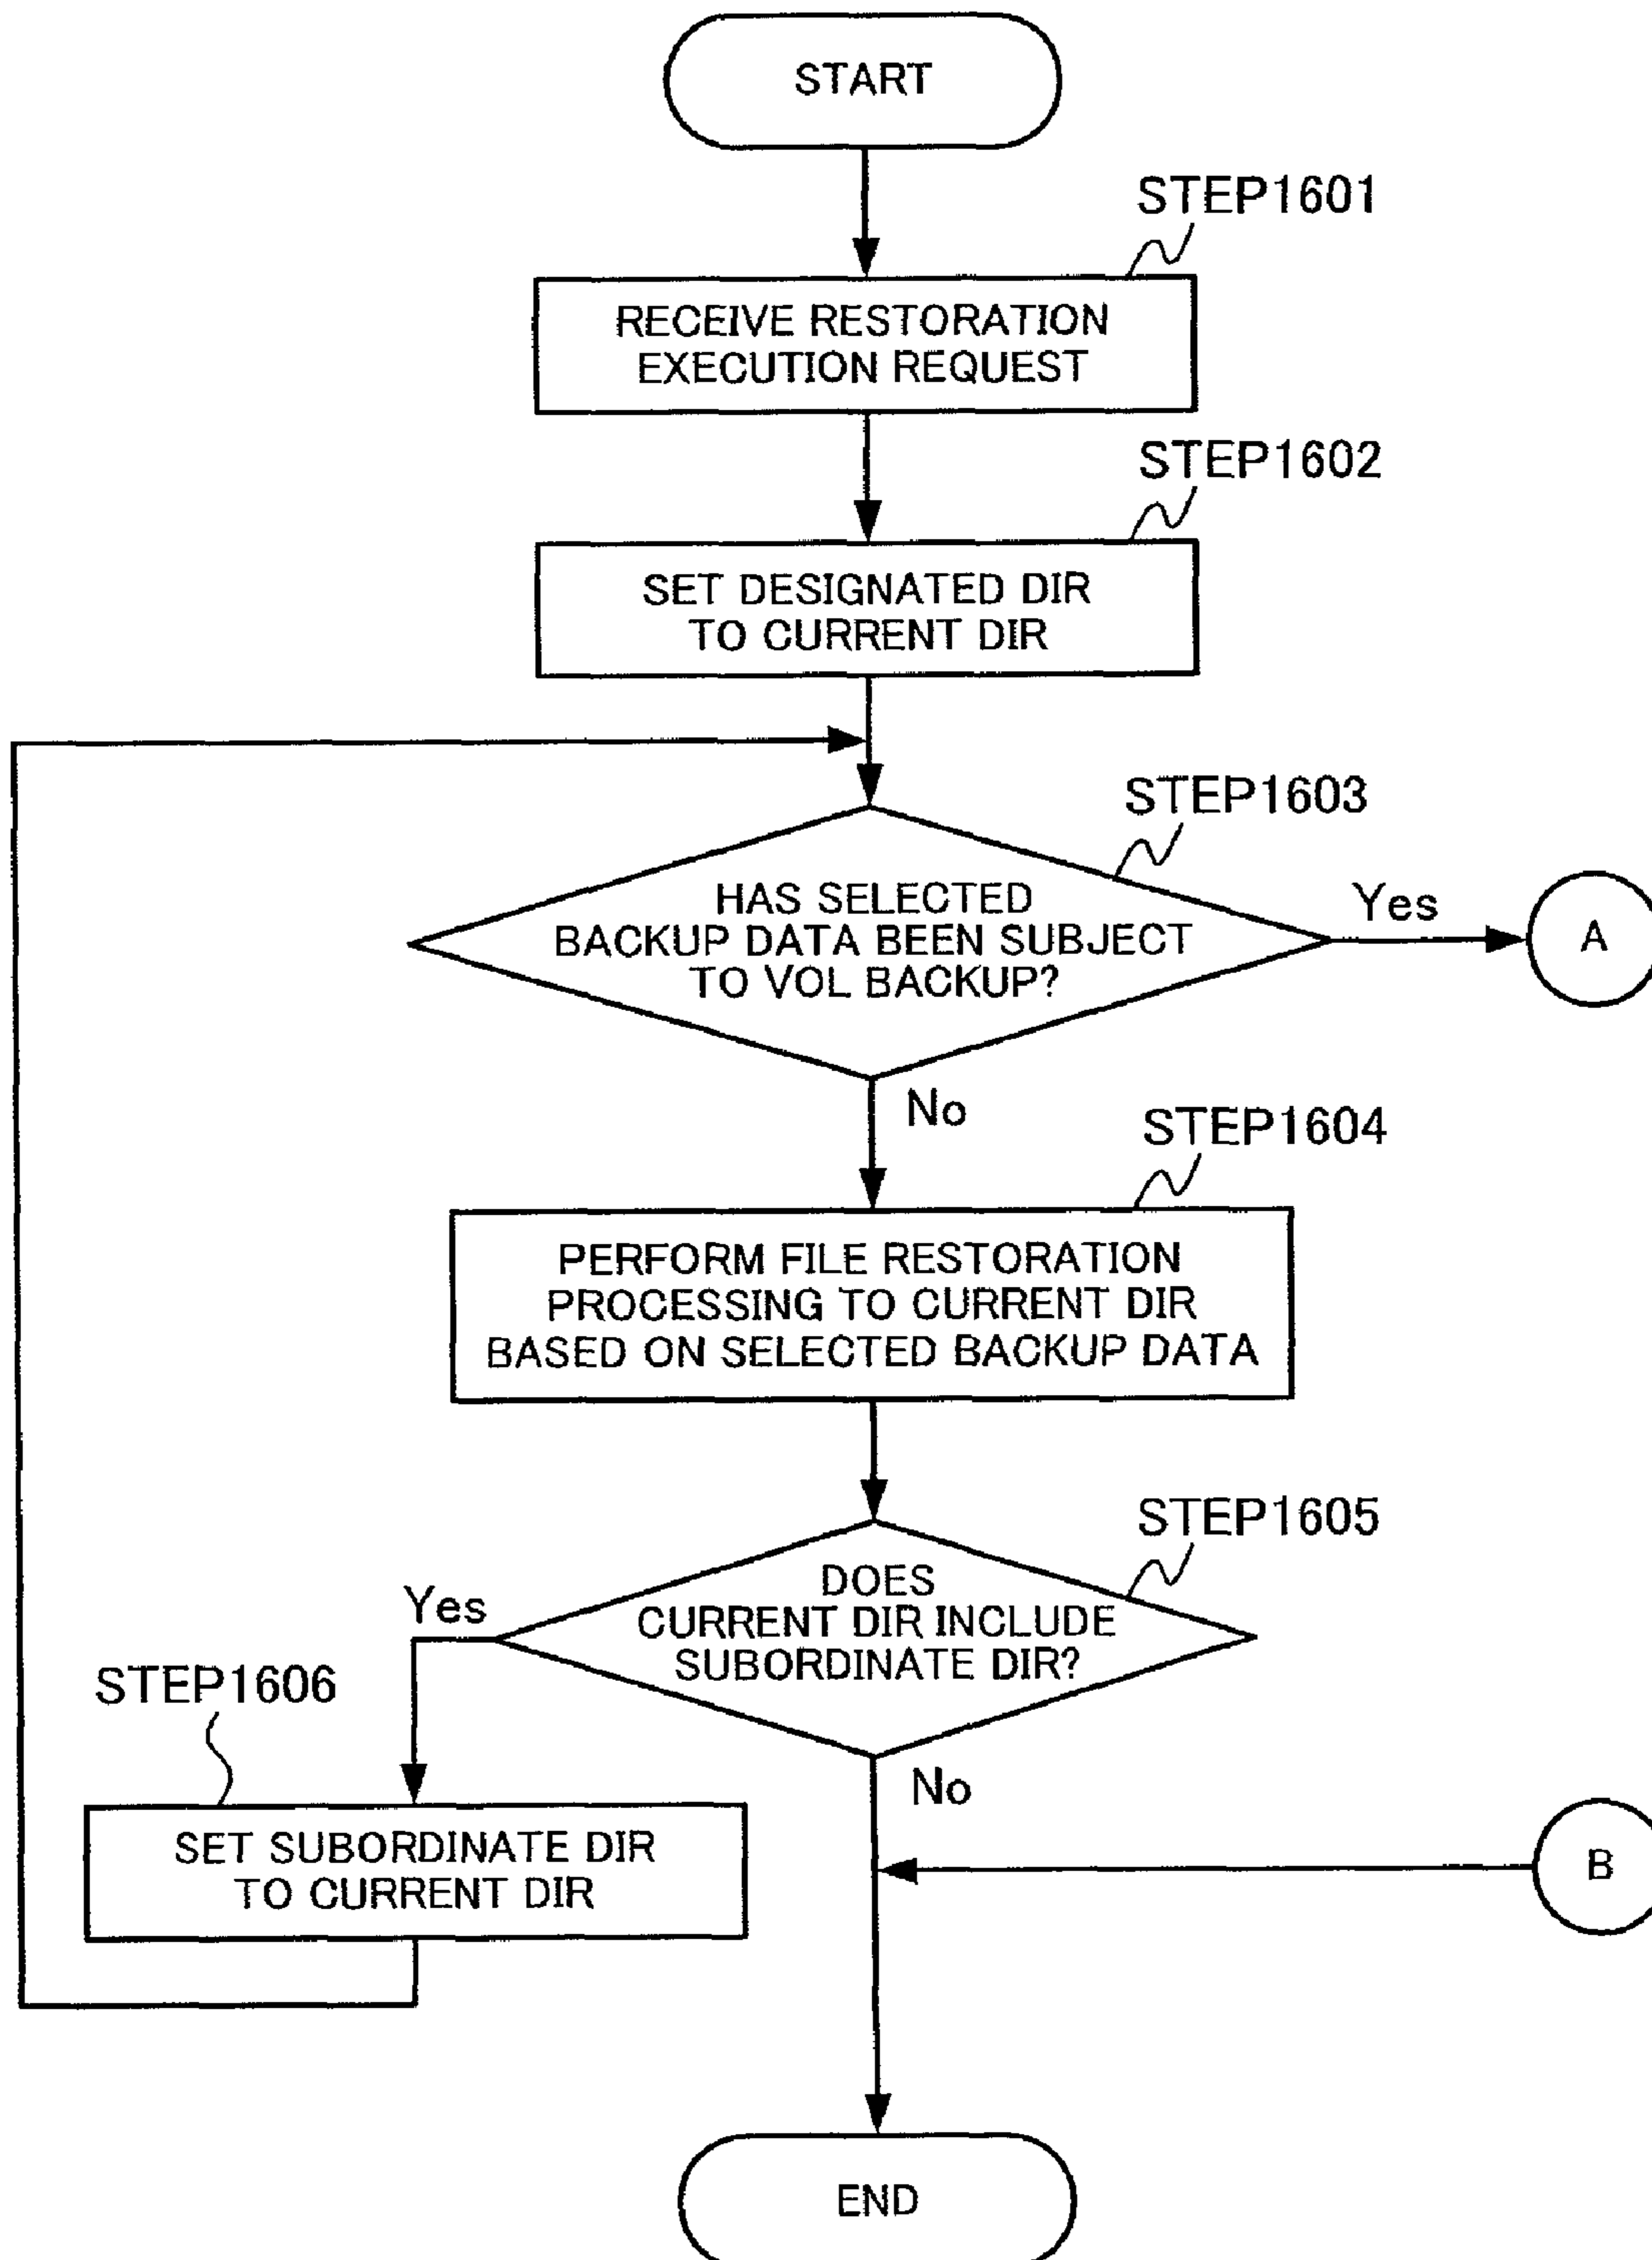 START
STEP1601
RECEIVE RESTORATION
EXECUTION REQUEST
STEP1602
SET DESIGNATED DIR
TO CURRENT DIR
STEP1603
HAS SELECTED
BACKUP DATA BEEN SUBJECT
TO VOL BACKUP?
Yes
A
No
STEP1604
PERFORM FILE RESTORATION
PROCESSING TO CURRENT DIR
BASED ON SELECTED BACKUP DATA
STEP1605
DOES
CURRENT DIR INCLUDE
SUBORDINATE DIR?
Yes
STEP1606
No
SET SUBORDINATE DIR
TO CURRENT DIR
B
END